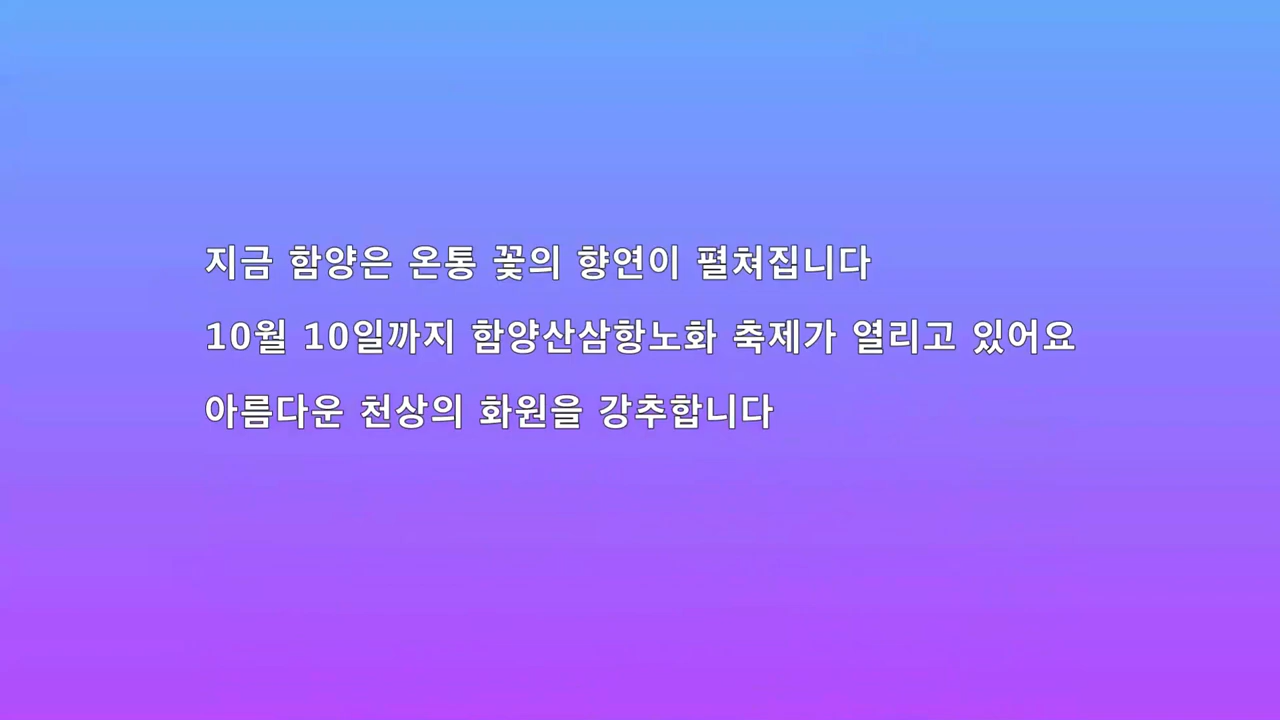 지금 함양은 온통 꽃의 향연이 펼쳐집니다
10월 10일까지 함양산삼항노화 축제가 열리고 있어요
아름다운 천상의 화원을 강추합니다